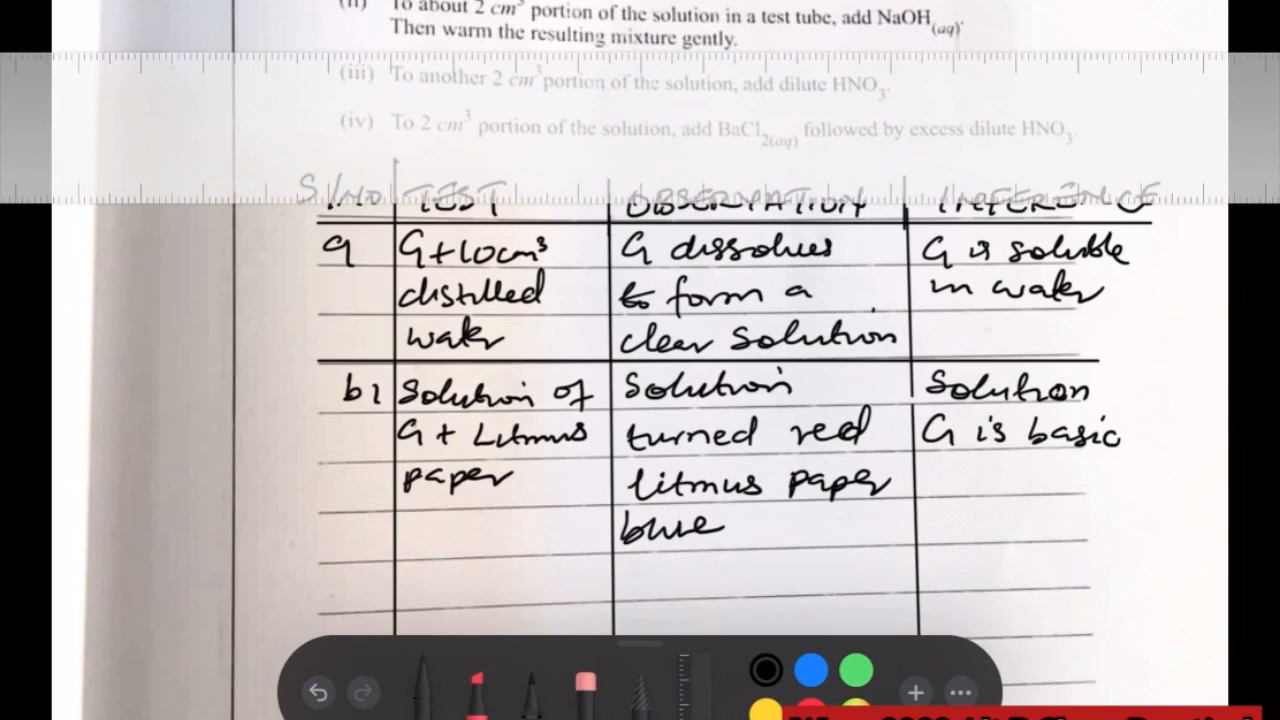 (ii) To about 2 cm³ portion of the solution in a test tube, add NaOH(aq).
Then warm the resulting mixture gently.
(iii) To another 2 cm³ portion of the solution, add dilute HNO₃.
(iv) To 2 cm³ portion of the solution, add BaCl₂(aq) followed by excess dilute HNO₃.
S/NO TEST OBSERVATION INFERENCE
a G+10cm³ G dissolves G is soluble
distilled to form a in water
water clear solution
bi Solution of Solution Solution
G + Litmus turned red G is basic
paper litmus paper
blue